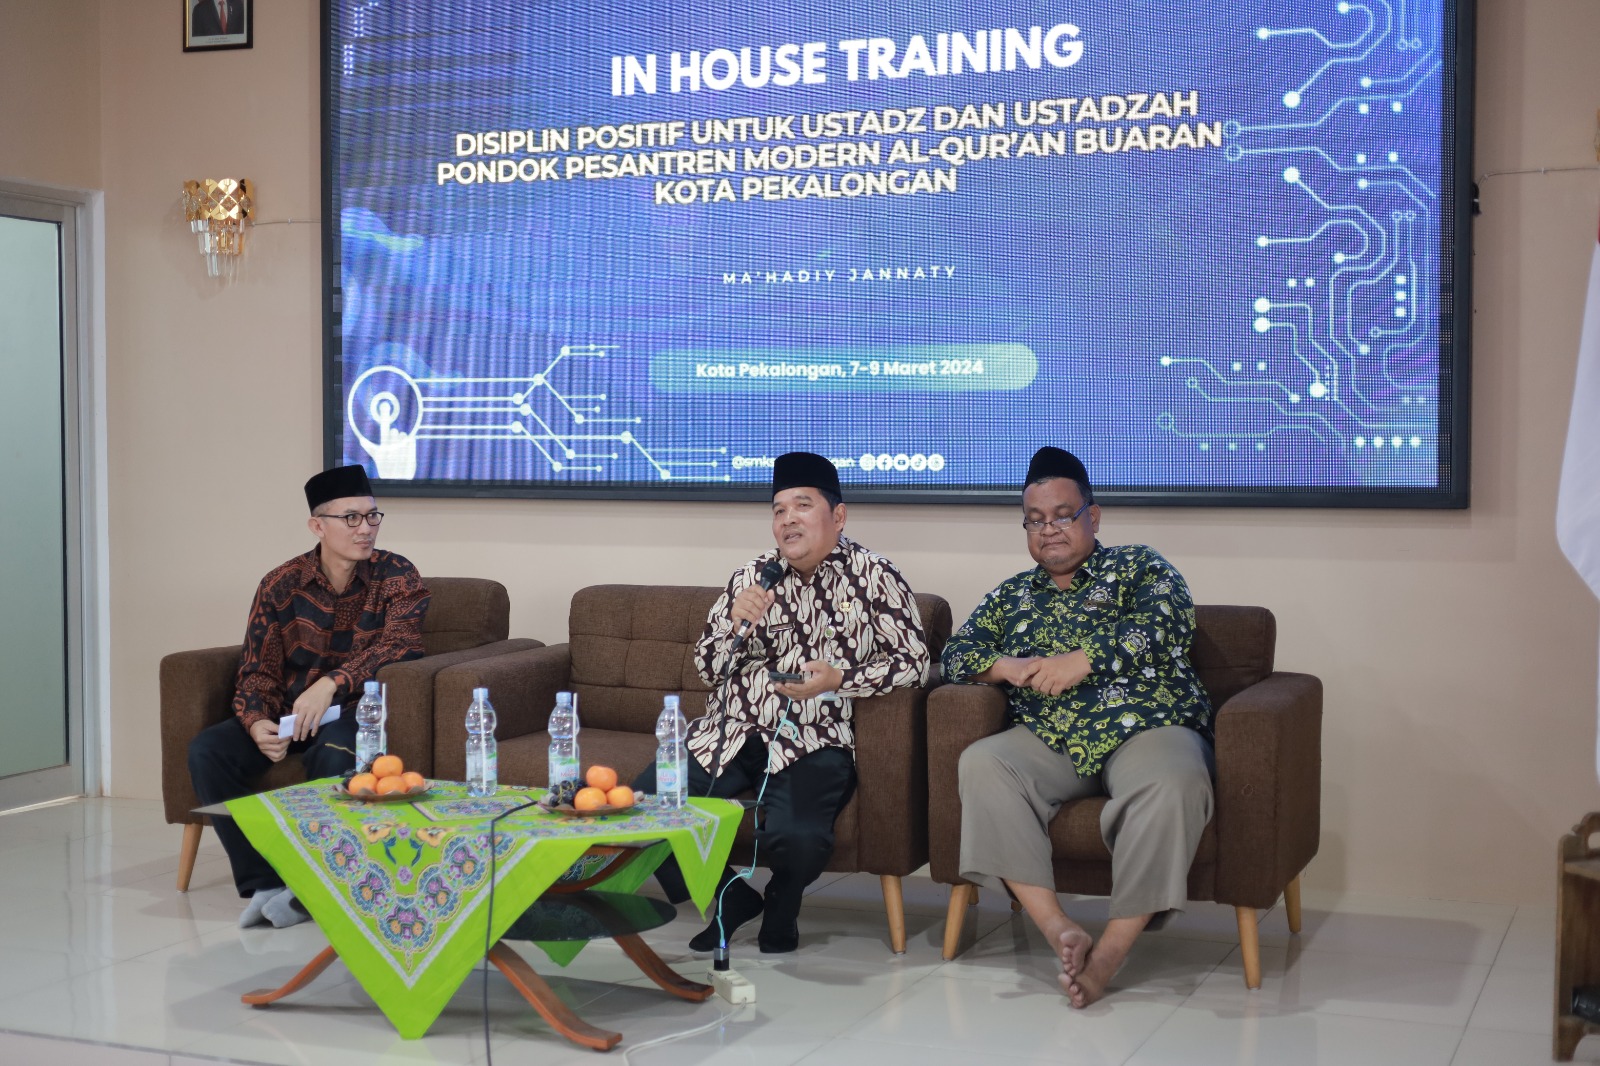 IN HOUSE TRAINING
DISIPLIN POSITIF UNTUK USTADZ DAN USTADZAH
PONDOK PESANTREN MODERN AL-QUR'AN BUARAN
KOTA PEKALONGAN
MA'HADIY JANNATY
Kota Pekalongan, 7-9 Maret 2024